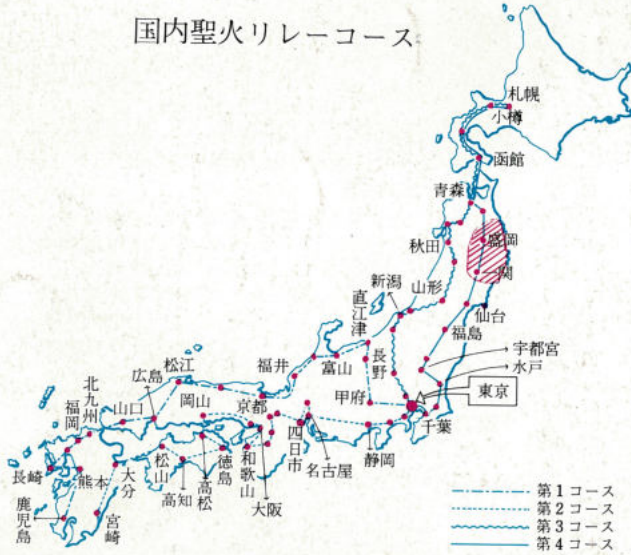 国内聖火リレーコース
札幌
小樽
函館
青森
盛岡
秋田
一関
新潟
山形
直江津
仙台
福島
長野
宇都宮
水戸
福井
富山
松江
広島
岡山
京都
甲府
東京
北九州
福岡
山口
千葉
四日市
静岡
名古屋
長崎
熊本
大分
松山
高知
高松
徳島
和歌山
大阪
鹿児島
宮崎
第1コース
第2コース
第3コース
第4コース